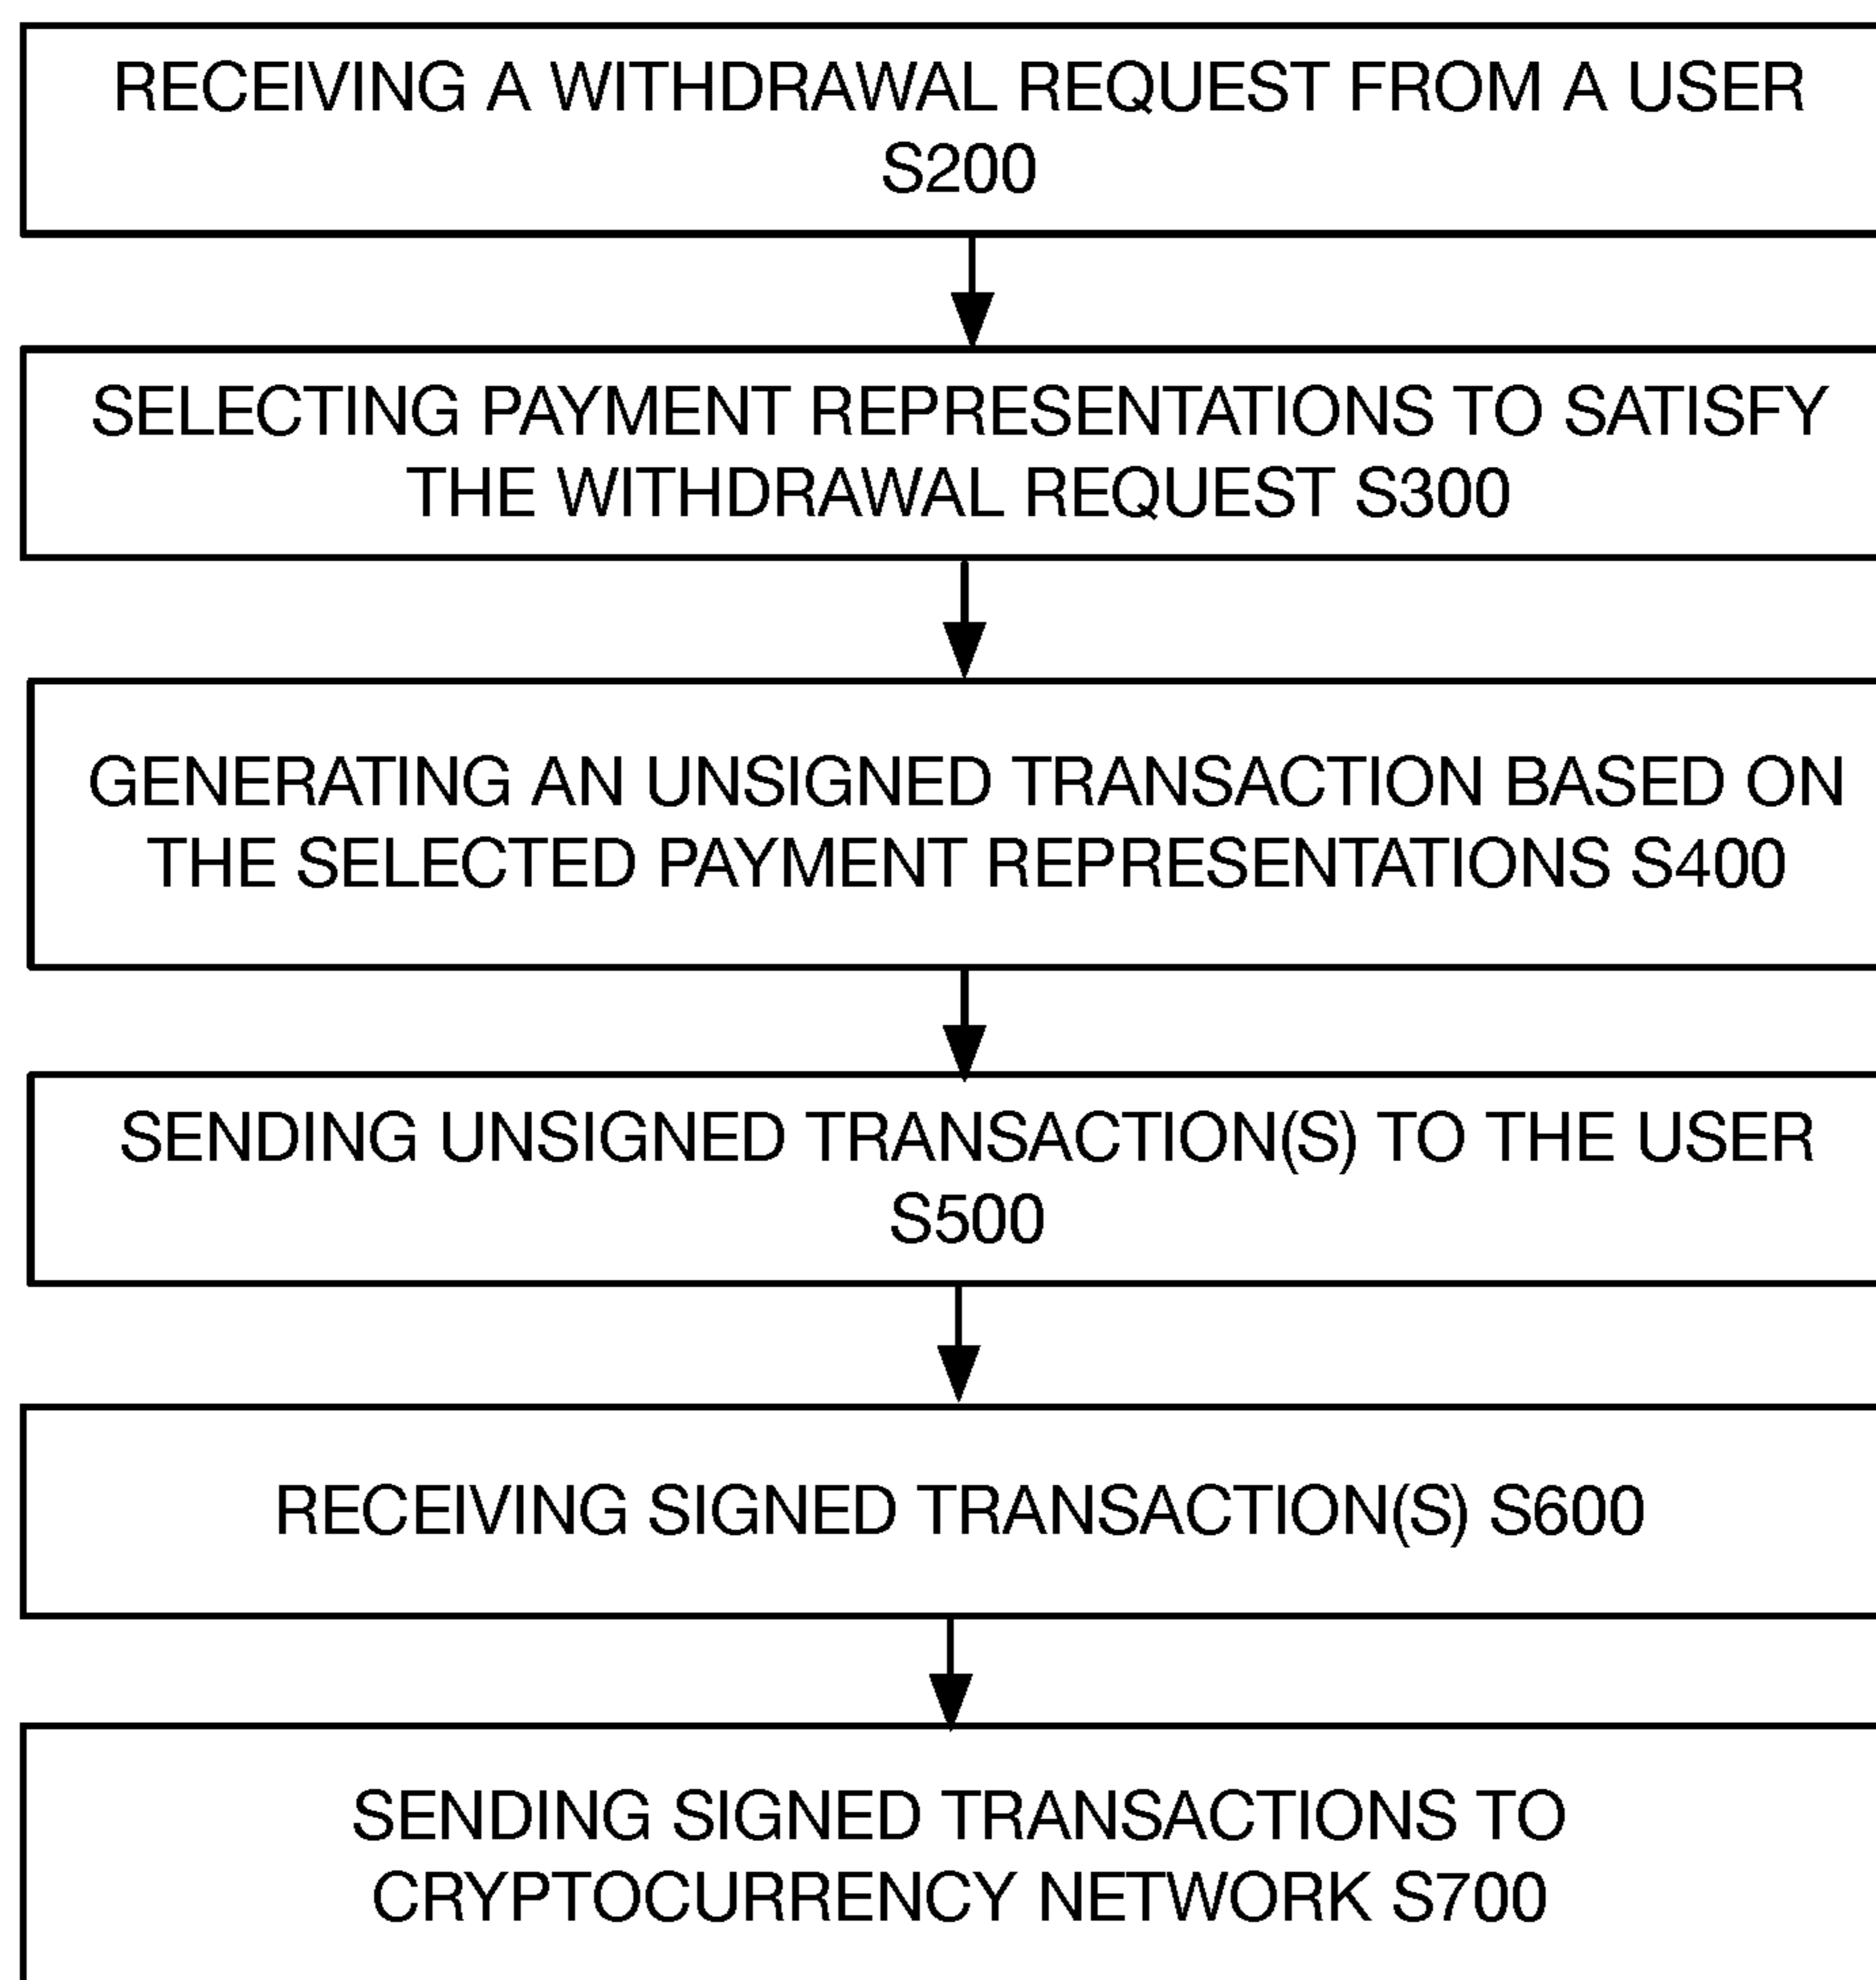 RECEIVING A WITHDRAWAL REQUEST FROM A USER
S200
SELECTING PAYMENT REPRESENTATIONS TO SATISFY
THE WITHDRAWAL REQUEST S300
GENERATING AN UNSIGNED TRANSACTION BASED ON
THE SELECTED PAYMENT REPRESENTATIONS S400
SENDING UNSIGNED TRANSACTION(S) TO THE USER
S500
RECEIVING SIGNED TRANSACTION(S) S600
SENDING SIGNED TRANSACTIONS TO
CRYPTOCURRENCY NETWORK S700